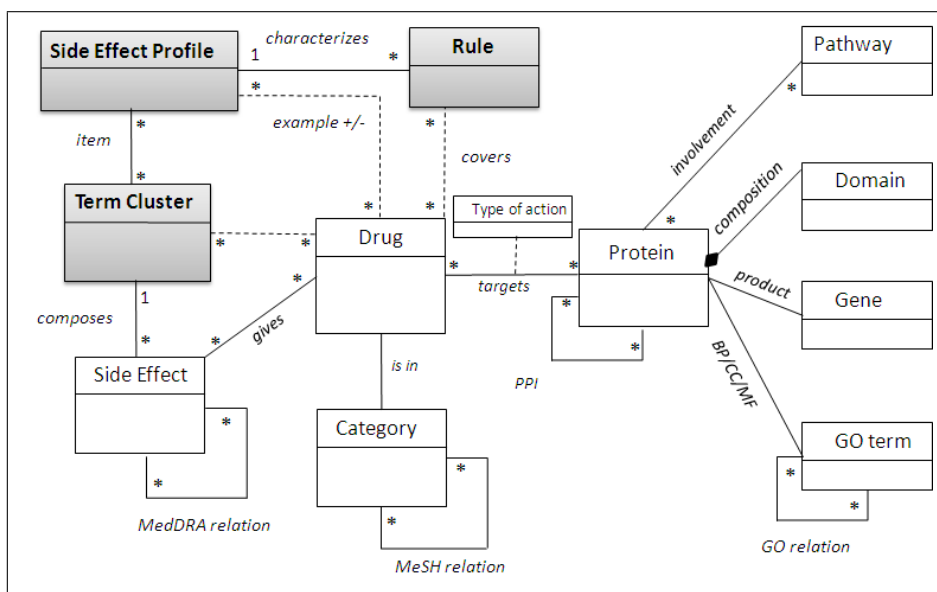 Side Effect Profile
1
characterizes
*
Rule
Pathway
*
*
example +/-
*
*
item
*
covers
involvement
*
Term Cluster
*
*
Drug
*
*
Type of action
*
targets
*
Protein
*
composition
Domain
product
Gene
1
composes
*
*
gives
*
Side Effect
*
*
MedDRA relation
is in
Category
*
*
MeSH relation
*
*
PPI
BP/CC/MF
GO term
*
*
GO relation